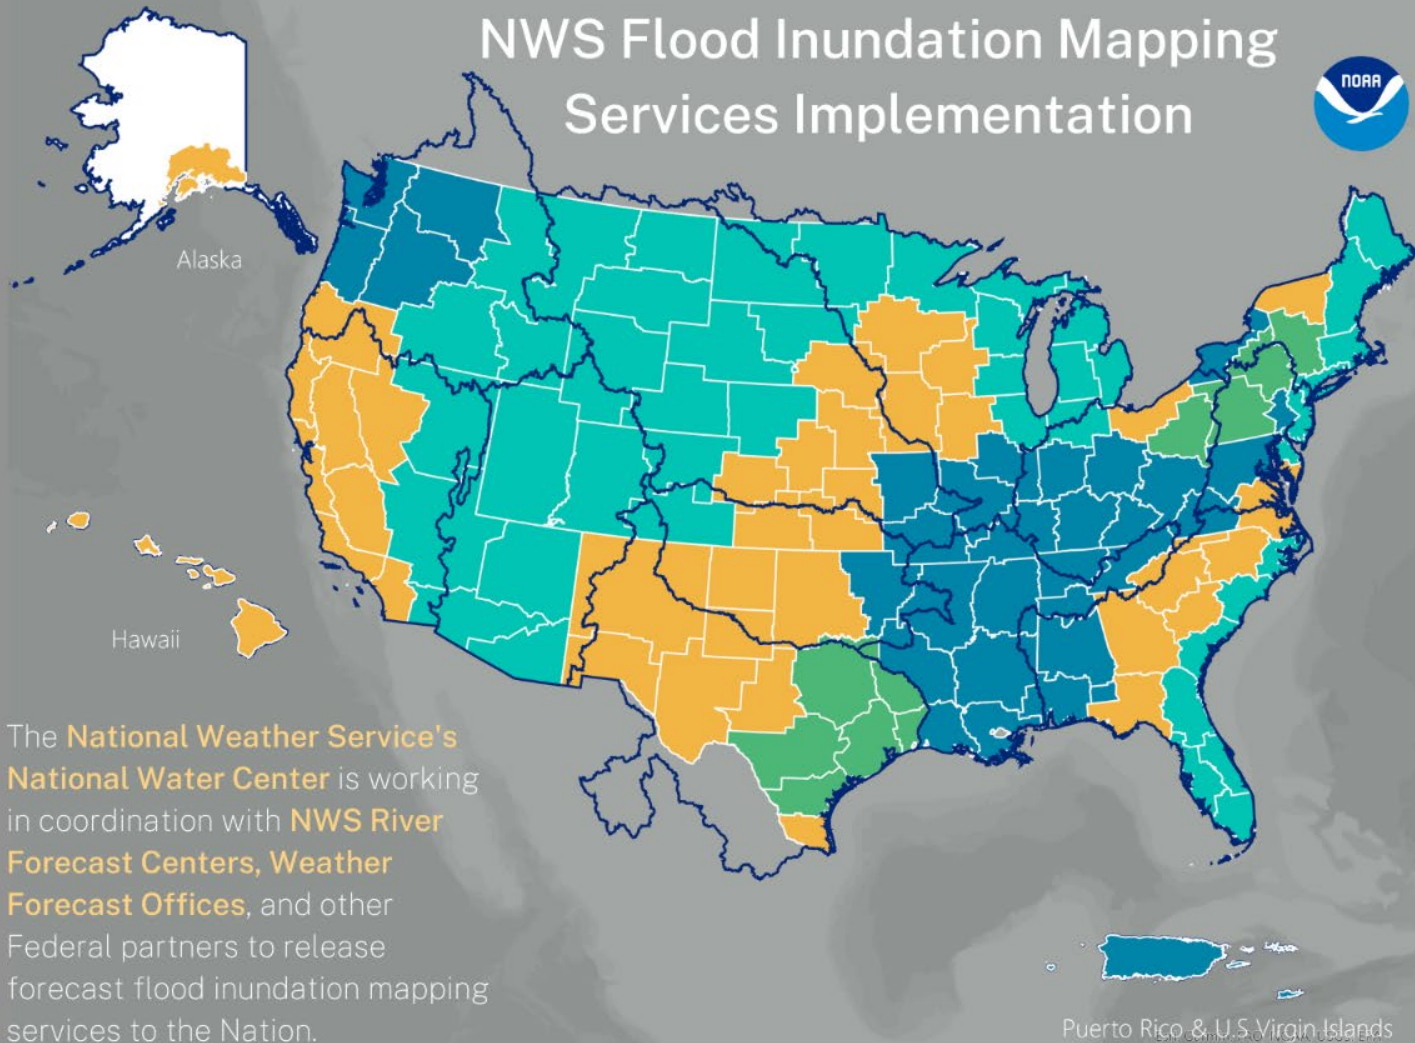 NWS Flood Inundation Mapping
Services Implementation
NOAA
Alaska
Hawaii
The National Weather Service's
National Water Center is working
in coordination with NWS River
Forecast Centers, Weather
Forecast Offices, and other
Federal partners to release
forecast flood inundation mapping
services to the Nation.
Puerto Rico & U.S Virgin Islands